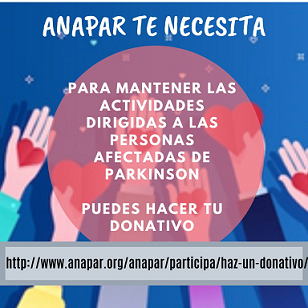 ANAPAR TE NECESITA
PARA MANTENER LAS
ACTIVIDADES
DIRIGIDAS A LAS
PERSONAS
AFECTADAS DE
PARKINSON
PUEDES HACER TU
DONATIVO
http://www.anapar.org/anapar/participa/haz-un-donativo/